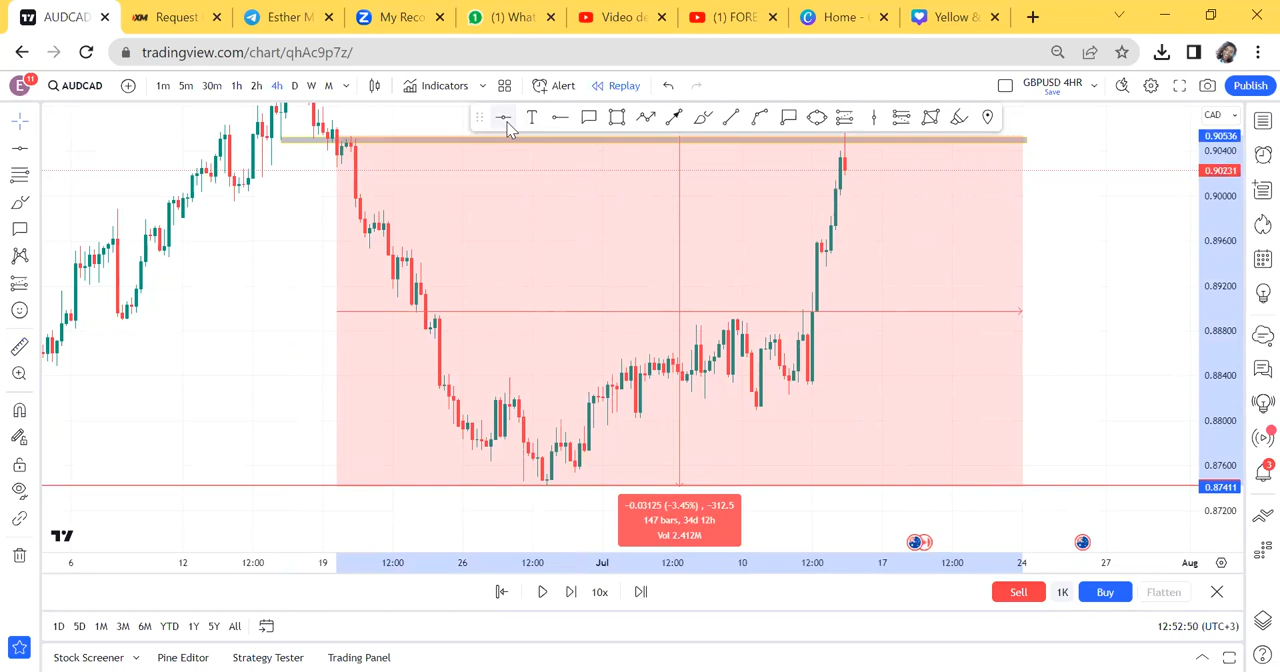 AUDCAD
Request
Esther M
My Reco
(1) What
Video de
(1) FORE
Home -
Yellow &
tradingview.com/chart/qhAc9p7z/
E 11 AUDCAD 1m 5m 30m 1h 2h 4h D W M Indicators Alert Replay GBPUSD 4HR Save Publish
T
CAD
0.90536
0.90400
0.90231
0.90000
0.89600
0.89200
0.88800
0.88400
0.88000
0.87600
0.87411
0.87200
−0.03125 (−3.45%) , −312.5
147 bars, 34d 12h
Vol 2.412M
3
6 12 12:00 19 12:00 26 12:00 Jul 12:00 10 12:00 17 12:00 24 27 Aug
10x Sell 1K Buy Flatten
1D 5D 1M 3M 6M YTD 1Y 5Y All 12:52:50 (UTC+3)
Stock Screener Pine Editor Strategy Tester Trading Panel